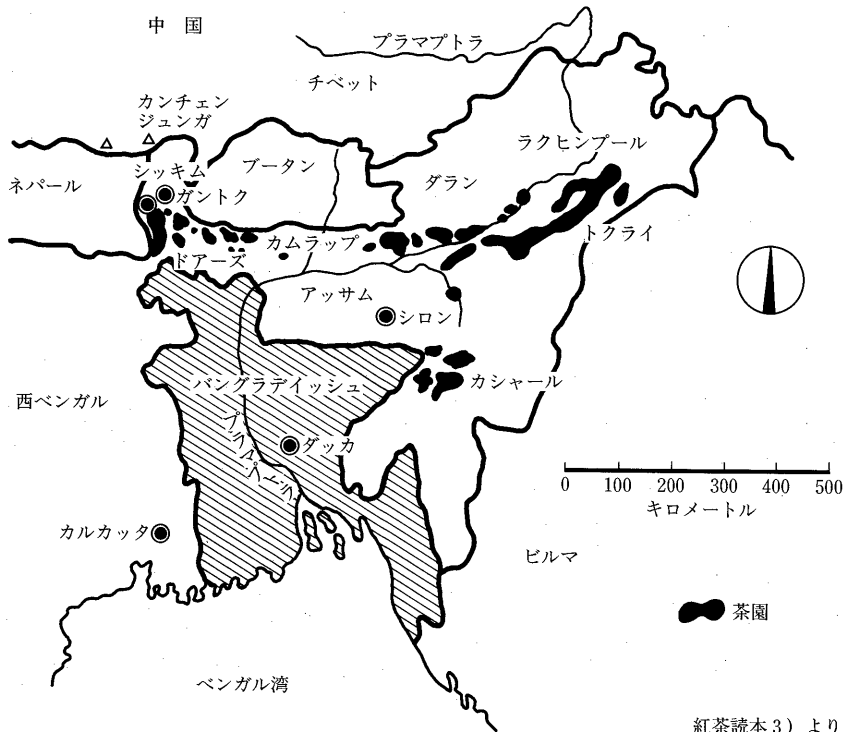 中国
プラマプトラ
チベット
カンチェン
ジュンガ
ラクヒンプール
ブータン
シッキム
ダラン
ネパール
ガントク
トクライ
カムラップ
ドアーズ
アッサム
シロン
バングラデイッシュ
カシャール
西ベンガル
プラマプトラ
ダッカ
0 100 200 300 400 500
キロメートル
カルカッタ
ビルマ
茶園
ベンガル湾
紅茶読本3）より